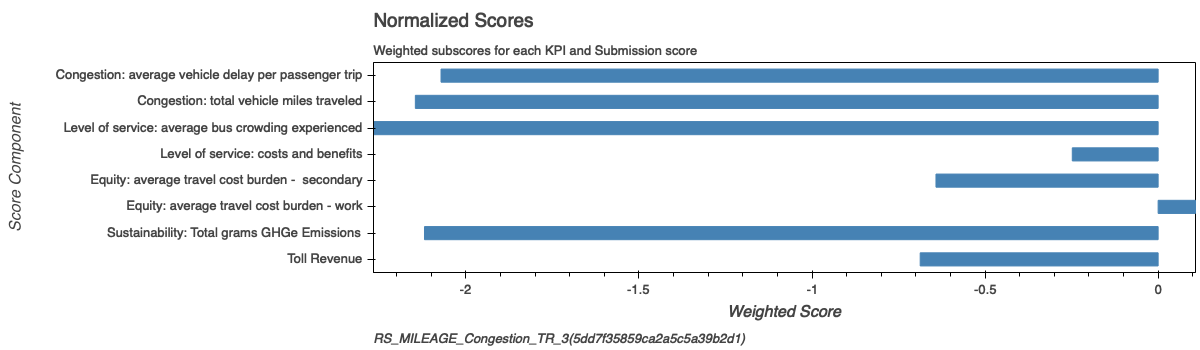 Normalized Scores
Weighted subscores for each KPI and Submission score
Score Component
Congestion: average vehicle delay per passenger trip
Congestion: total vehicle miles traveled
Level of service: average bus crowding experienced
Level of service: costs and benefits
Equity: average travel cost burden -  secondary
Equity: average travel cost burden - work
Sustainability: Total grams GHGe Emissions
Toll Revenue
-2 -1.5 -1 -0.5 0
Weighted Score
RS_MILEAGE_Congestion_TR_3(5dd7f35859ca2a5c5a39b2d1)